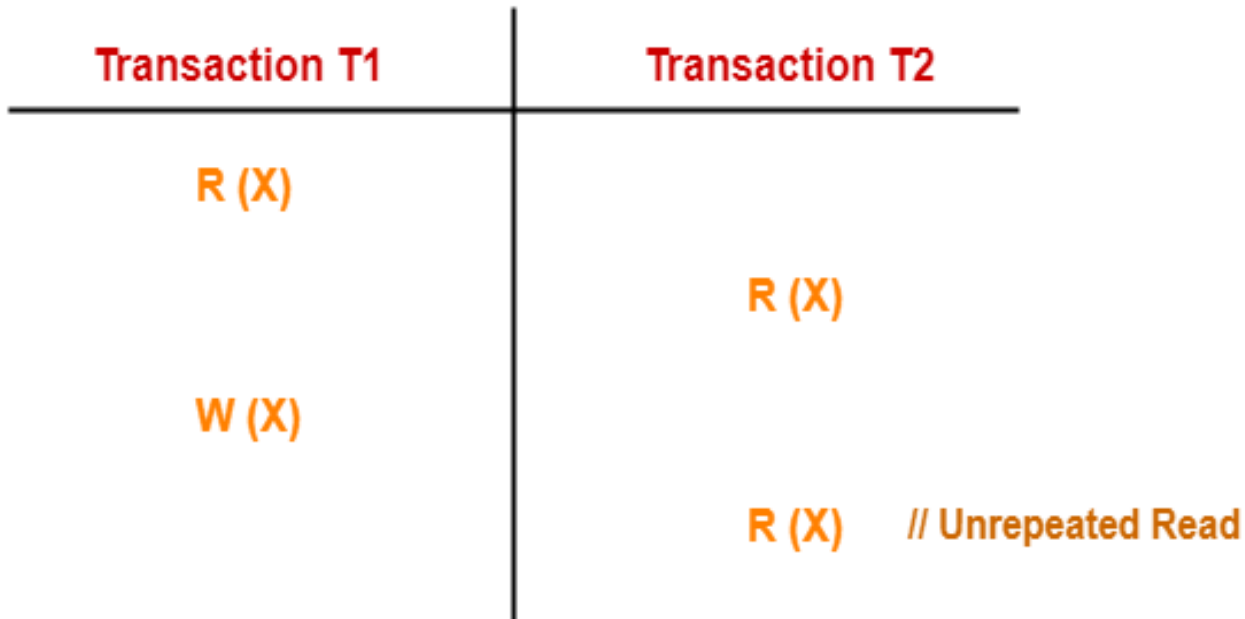 Transaction T1 Transaction T2
R (X)
R (X)
W (X)
R (X) // Unrepeated Read